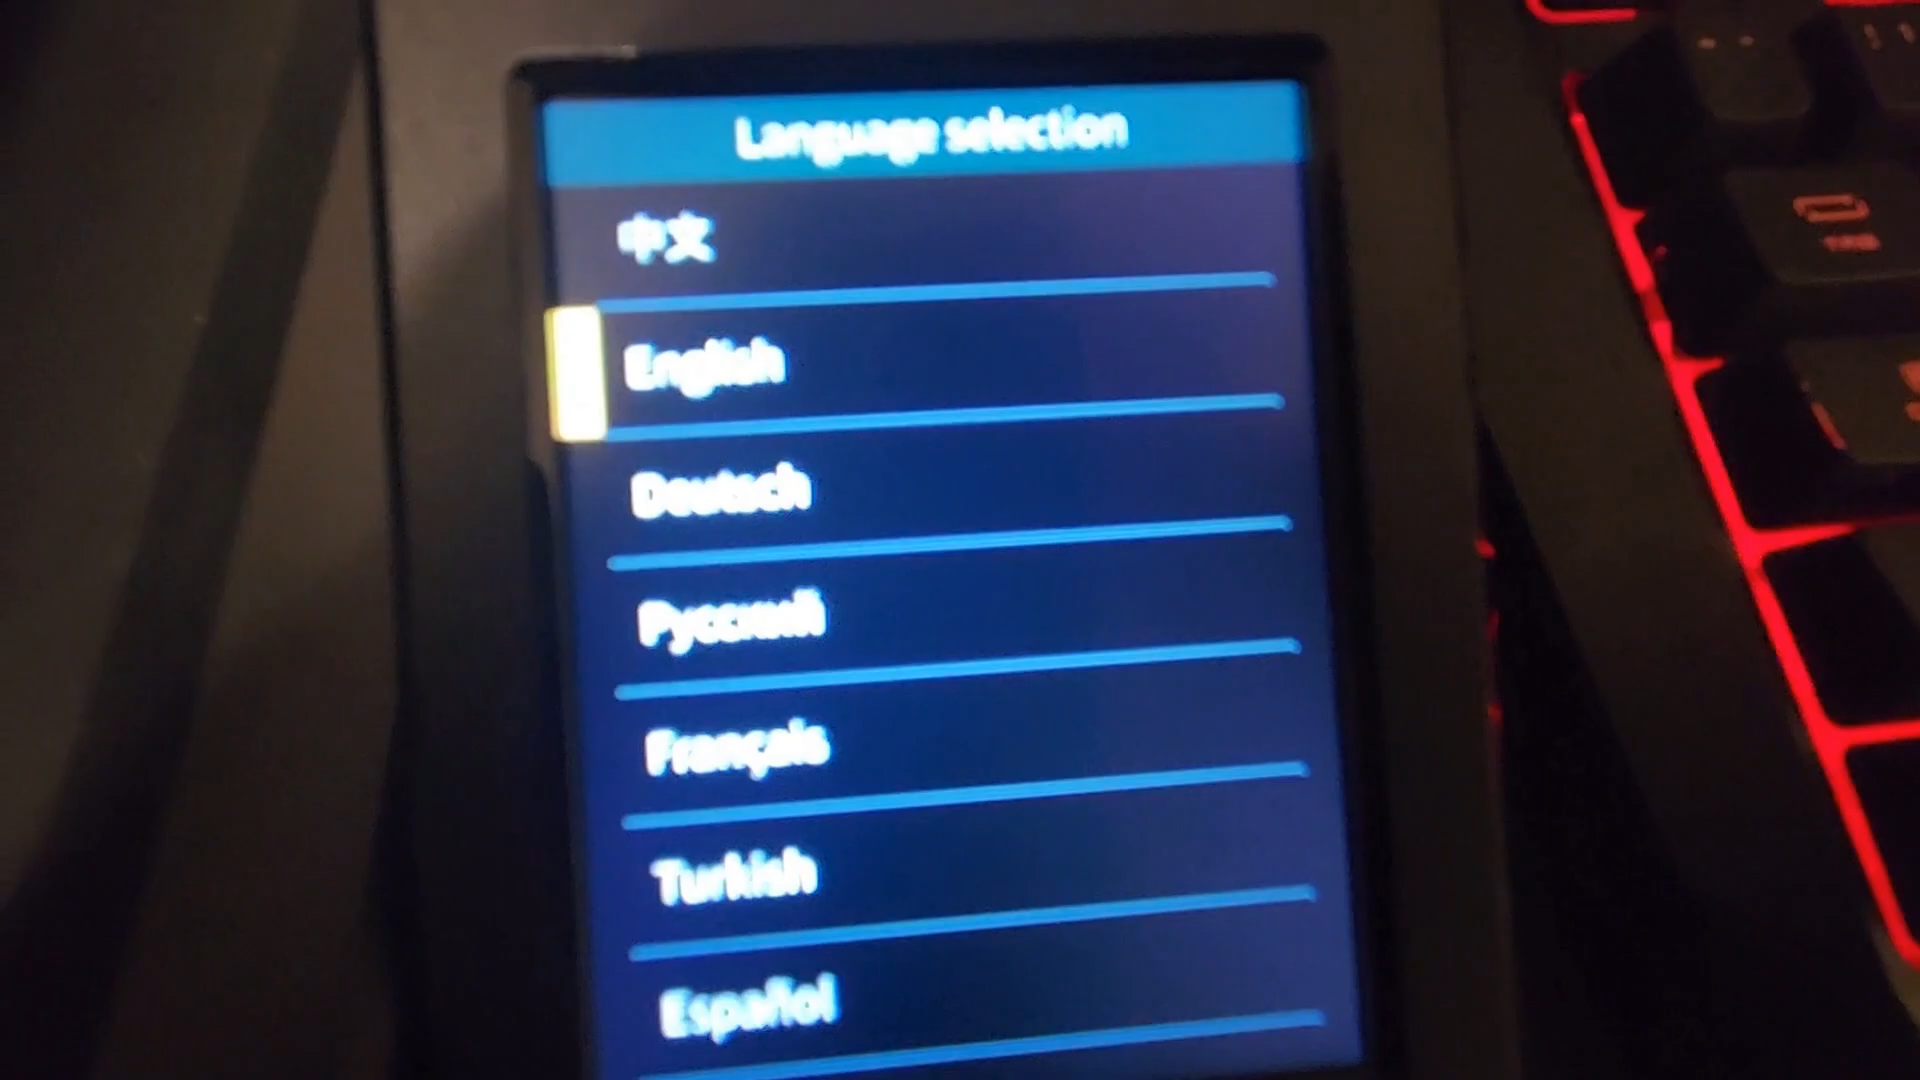 Language selection
中文
English
Deutsch
Русский
Français
Turkish
Español